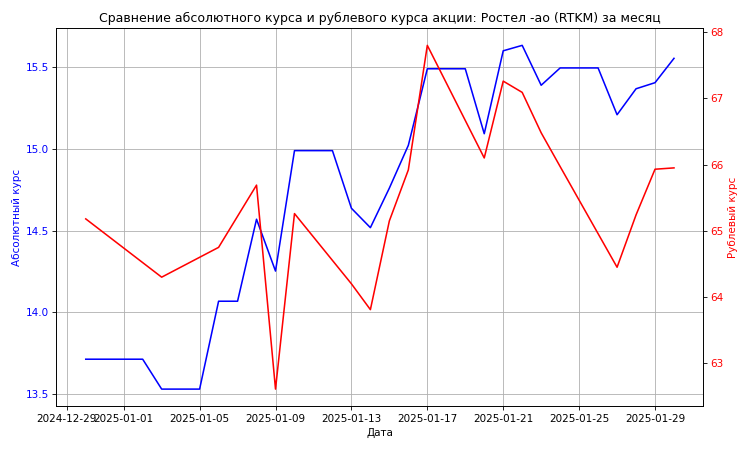 Сравнение абсолютного курса и рублевого курса акции: Ростел -ао (RTKM) за месяц
Абсолютный курс
15.5
15.0
14.5
14.0
13.5
68
67
66
65
64
63
Рублевый курс
2024-12-29 2025-01-01 2025-01-05 2025-01-09 2025-01-13 2025-01-17 2025-01-21 2025-01-25 2025-01-29
Дата